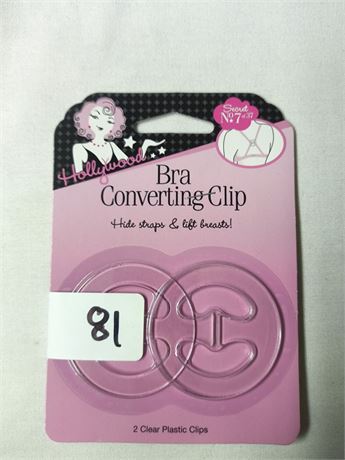 Hollywood
Secret
No. 7 of 37
Bra
Converting Clip
Hide straps & lift breasts!
81
2 Clear Plastic Clips